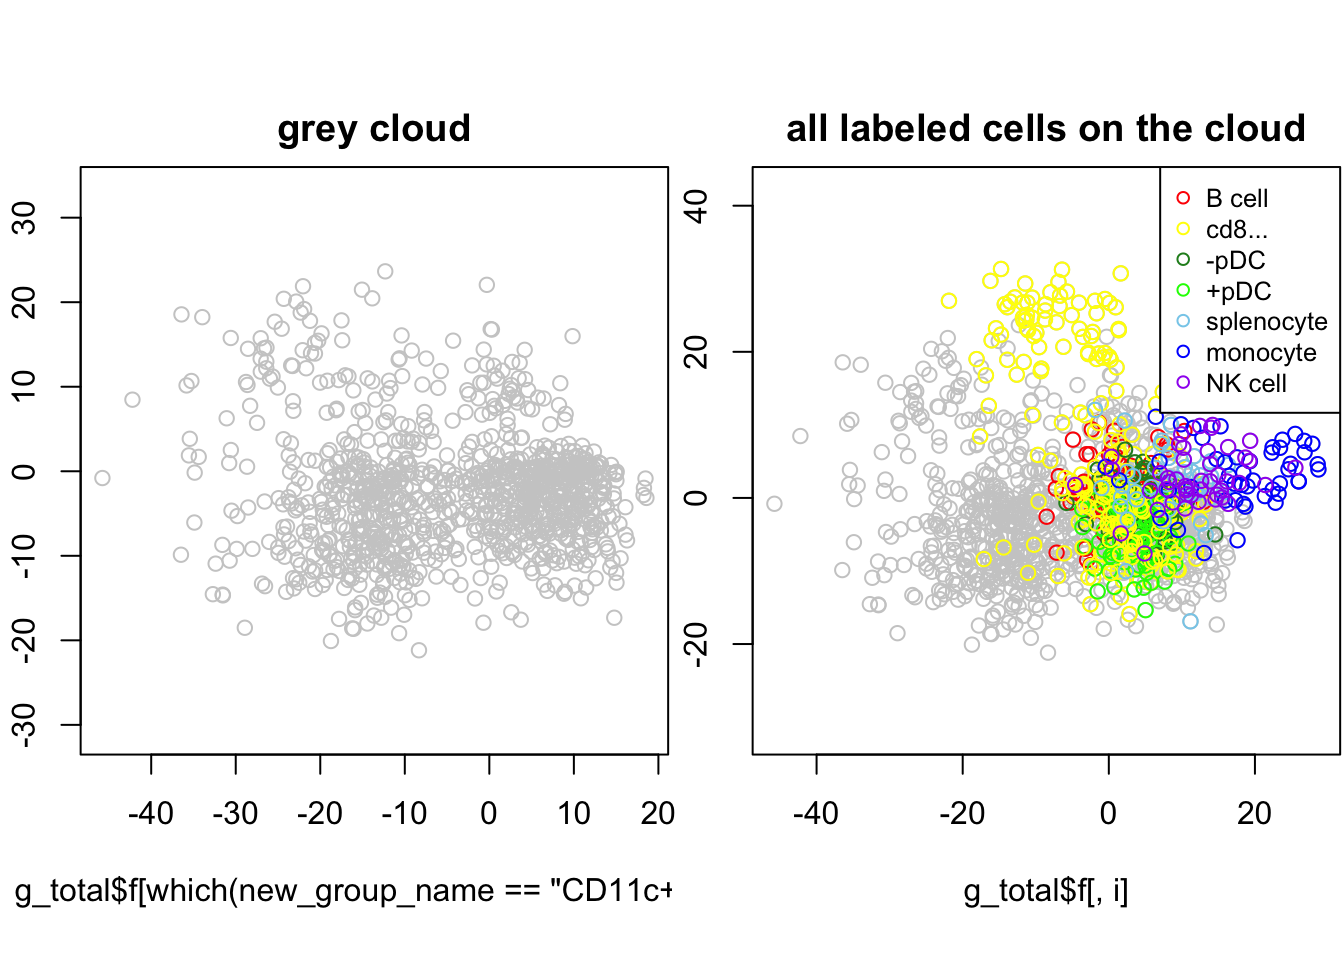 grey cloud
30
20
10
0
-10
-20
-30
-40 -30 -20 -10 0 10 20
g_total$f[which(new_group_name == "CD11c+
all labeled cells on the cloud
B cell
cd8...
-pDC
+pDC
splenocyte
monocyte
NK cell
40
20
0
-20
-40 -20 0 20
g_total$f[, i]